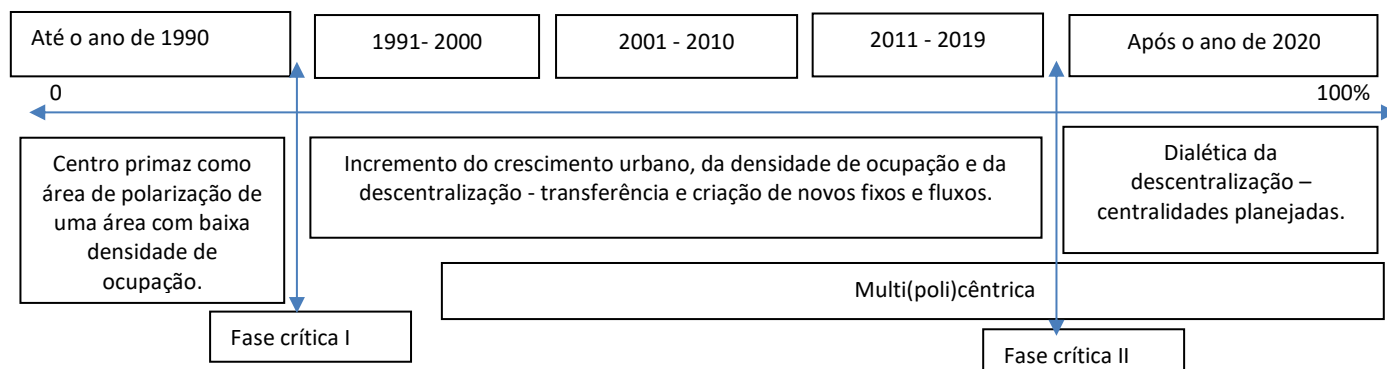 Até o ano de 1990
1991- 2000
2001 - 2010
2011 - 2019
Após o ano de 2020
0
100%
Centro primaz como
área de polarização de
uma área com baixa
densidade de
ocupação.
Incremento do crescimento urbano, da densidade de ocupação e da
descentralização - transferência e criação de novos fixos e fluxos.
Dialética da
descentralização –
centralidades planejadas.
Multi(poli)cêntrica
Fase crítica I
Fase crítica II